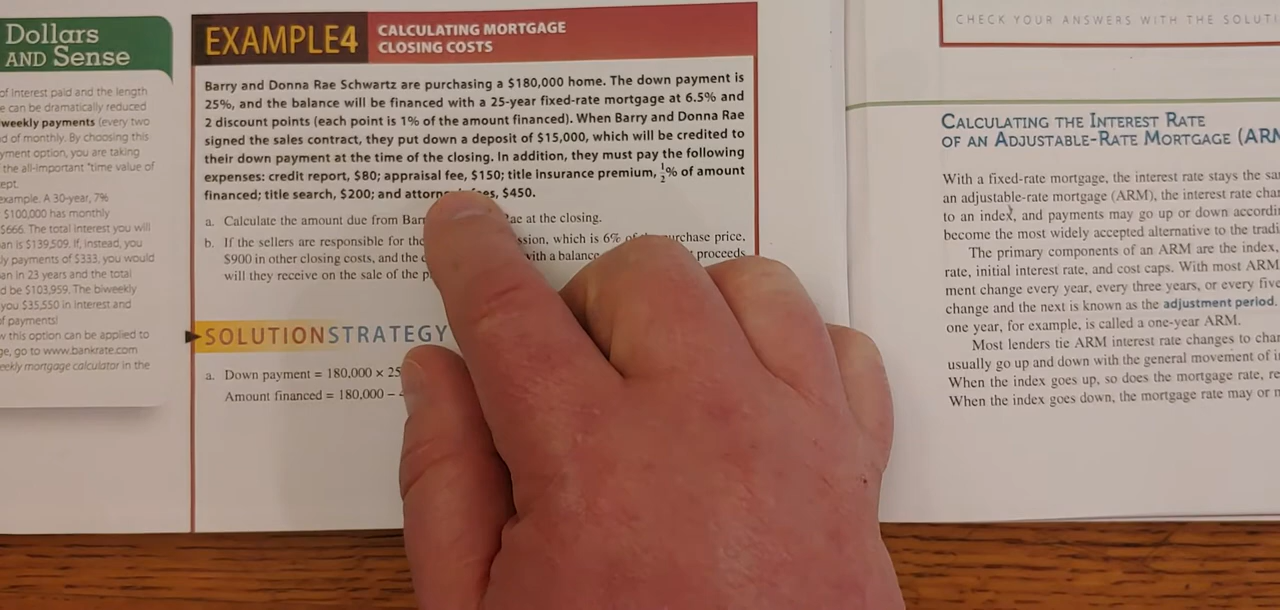 Dollars
AND Sense
of interest paid and the length
e can be dramatically reduced
weekly payments (every two
d of monthly. By choosing this
yment option, you are taking
the all-important "time value of
ept.
example. A 30-year, 7%
$100,000 has monthly
$666. The total interest you will
an is $139,509. If, instead, you
ly payments of $333, you would
an in 23 years and the total
d be $103,959. The biweekly
you $35,550 in interest and
of payments!
w this option can be applied to
ge, go to www.bankrate.com
eekly mortgage calculator in the
EXAMPLE4
CALCULATING MORTGAGE
CLOSING COSTS
Barry and Donna Rae Schwartz are purchasing a $180,000 home. The down payment is
25%, and the balance will be financed with a 25-year fixed-rate mortgage at 6.5% and
2 discount points (each point is 1% of the amount financed). When Barry and Donna Rae
signed the sales contract, they put down a deposit of $15,000, which will be credited to
their down payment at the time of the closing. In addition, they must pay the following
expenses: credit report, $80; appraisal fee, $150; title insurance premium, ½% of amount
financed; title search, $200; and attorn es, $450.
a. Calculate the amount due from Bar Rae at the closing.
b. If the sellers are responsible for the ssion, which is 6% of urchase price,
$900 in other closing costs, and the with a balance proceeds
will they receive on the sale of the p
SOLUTIONSTRATEGY
a. Down payment = 180,000 × 25
Amount financed = 180,000 –
CHECK YOUR ANSWERS WITH THE SOLUTI
CALCULATING THE INTEREST RATE
OF AN ADJUSTABLE-RATE MORTGAGE (ARM
With a fixed-rate mortgage, the interest rate stays the sa
an adjustable-rate mortgage (ARM), the interest rate chan
to an index, and payments may go up or down accordi
become the most widely accepted alternative to the tradi
The primary components of an ARM are the index,
rate, initial interest rate, and cost caps. With most ARM
ment change every year, every three years, or every five
change and the next is known as the adjustment period.
one year, for example, is called a one-year ARM.
Most lenders tie ARM interest rate changes to chan
usually go up and down with the general movement of in
When the index goes up, so does the mortgage rate, re
When the index goes down, the mortgage rate may or n